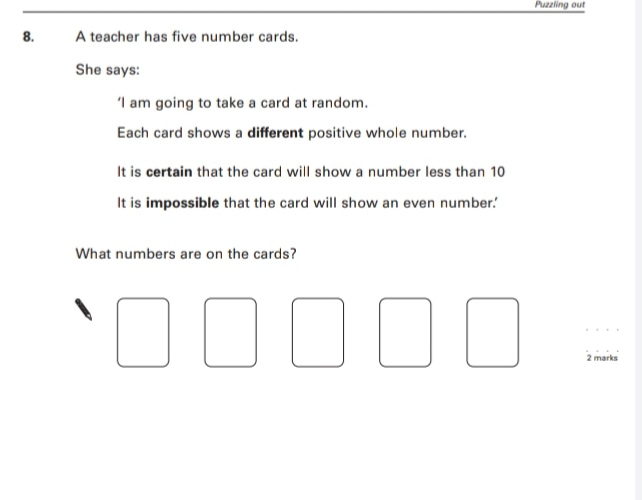 Puzzling out
8. A teacher has five number cards.
She says:
'I am going to take a card at random.
Each card shows a different positive whole number.
It is certain that the card will show a number less than 10
It is impossible that the card will show an even number.'
What numbers are on the cards?
2 marks